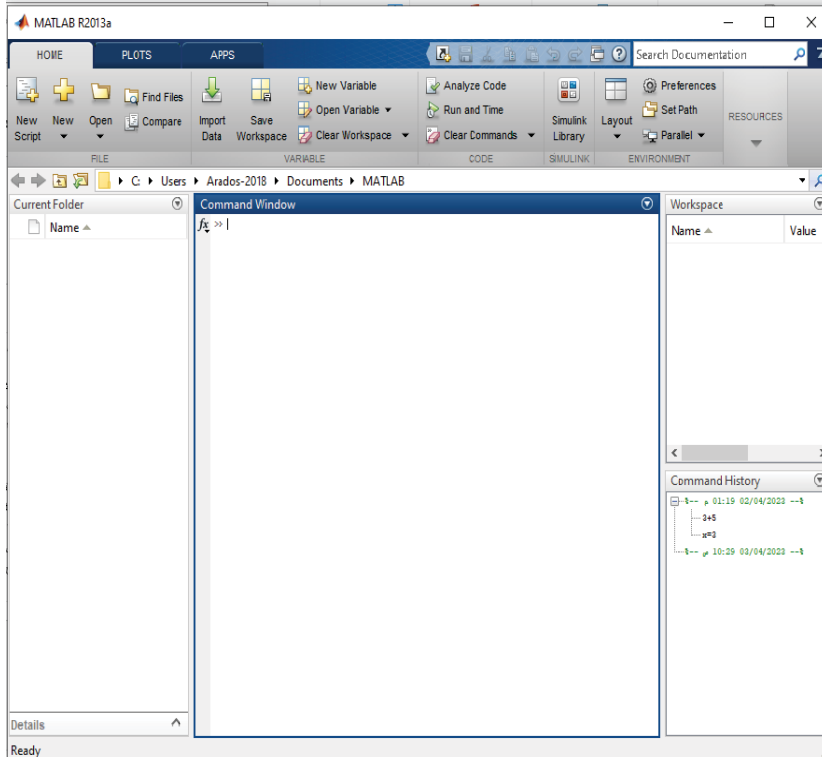 MATLAB R2013a
HOME PLOTS APPS Search Documentation
New Script
New
Open
Find Files
Compare
FILE
Import Data
Save Workspace
New Variable
Open Variable
Clear Workspace
VARIABLE
Analyze Code
Run and Time
Clear Commands
CODE
Simulink Library
SIMULINK
Layout
Preferences
Set Path
Parallel
ENVIRONMENT
RESOURCES
C: Users Arados-2018 Documents MATLAB
Current Folder
Name
Details
Command Window
fx >>
Workspace
Name Value
Command History
%-- م 01:19 02/04/2023 --%
3+5
x=3
%-- ص 10:29 03/04/2023 --%
Ready